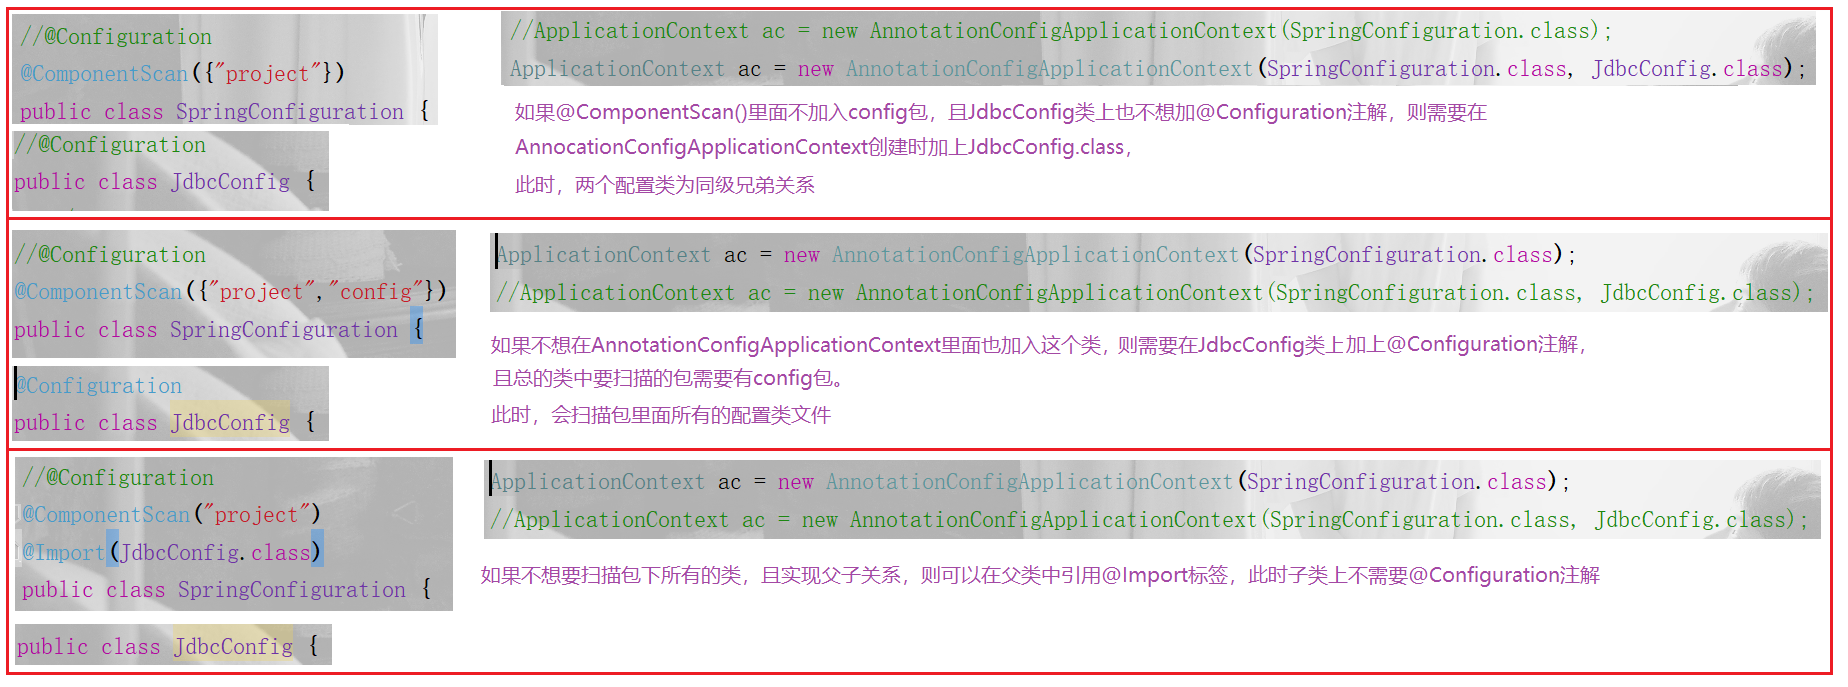 //@Configuration
@ComponentScan({"project"})
public class SpringConfiguration {
//@Configuration
public class JdbcConfig {
//ApplicationContext ac = new AnnotationConfigApplicationContext(SpringConfiguration.class);
ApplicationContext ac = new AnnotationConfigApplicationContext(SpringConfiguration.class, JdbcConfig.class);
如果@ComponentScan()里面不加入config包，且JdbcConfig类上也不想加@Configuration注解，则需要在
AnnocationConfigApplicationContext创建时加上JdbcConfig.class，
此时，两个配置类为同级兄弟关系
//@Configuration
@ComponentScan({"project","config"})
public class SpringConfiguration {
@Configuration
public class JdbcConfig {
ApplicationContext ac = new AnnotationConfigApplicationContext(SpringConfiguration.class);
//ApplicationContext ac = new AnnotationConfigApplicationContext(SpringConfiguration.class, JdbcConfig.class);
如果不想在AnnotationConfigApplicationContext里面也加入这个类，则需要在JdbcConfig类上加上@Configuration注解，
且总的类中要扫描的包需要有config包。
此时，会扫描包里面所有的配置类文件
//@Configuration
@ComponentScan("project")
@Import(JdbcConfig.class)
public class SpringConfiguration {
public class JdbcConfig {
ApplicationContext ac = new AnnotationConfigApplicationContext(SpringConfiguration.class);
//ApplicationContext ac = new AnnotationConfigApplicationContext(SpringConfiguration.class, JdbcConfig.class);
如果不想要扫描包下所有的类，且实现父子关系，则可以在父类中引用@Import标签，此时子类上不需要@Configuration注解